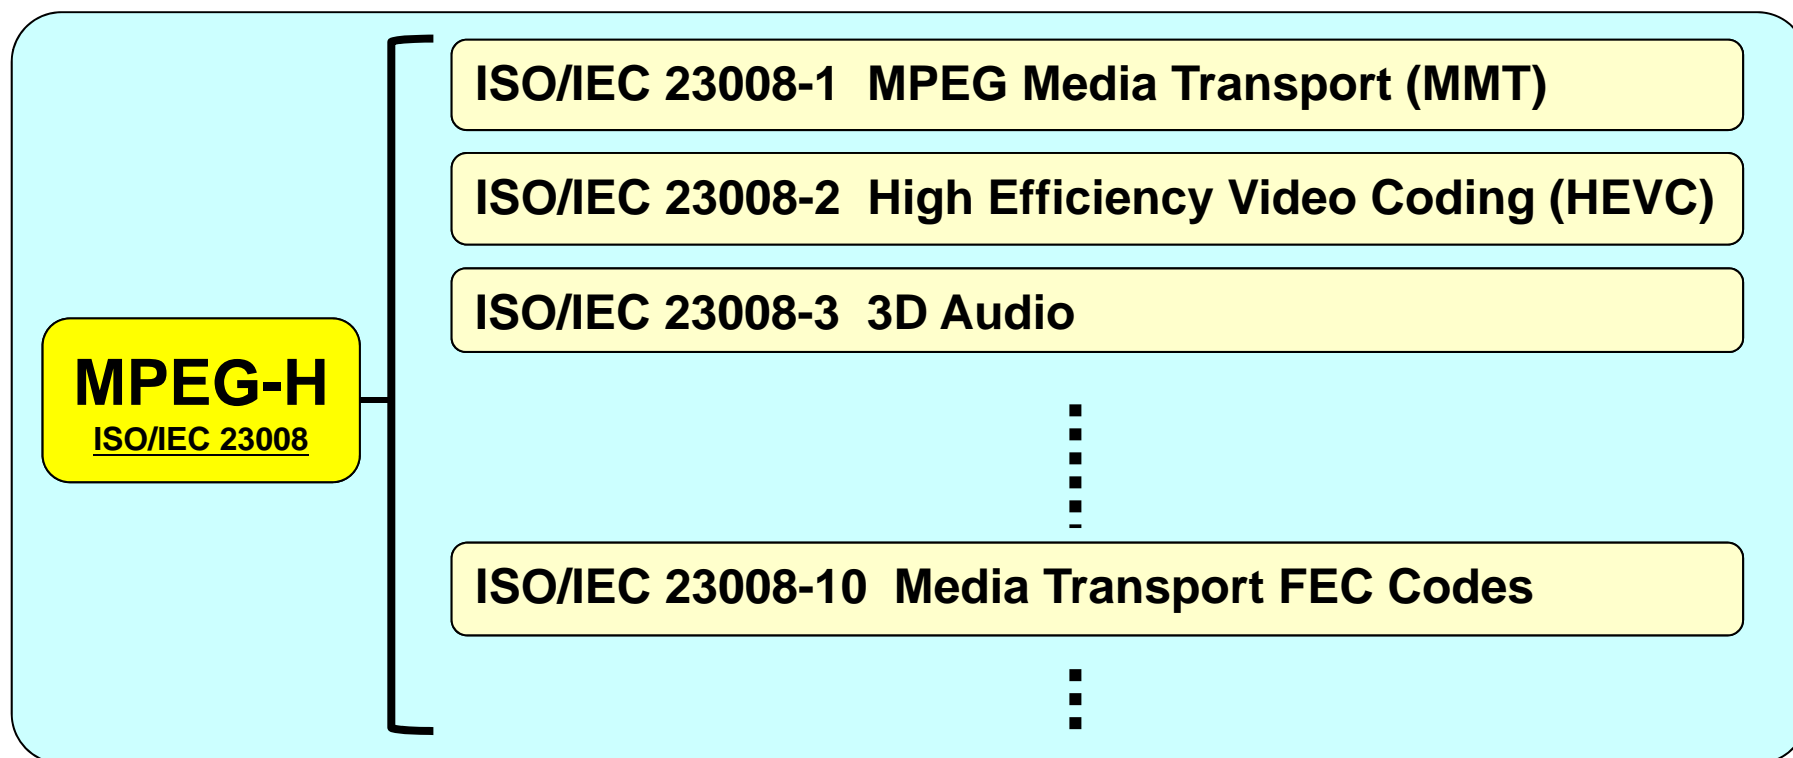 ISO/IEC 23008-1 MPEG Media Transport (MMT)
ISO/IEC 23008-2 High Efficiency Video Coding (HEVC)
ISO/IEC 23008-3 3D Audio
MPEG-H
ISO/IEC 23008
ISO/IEC 23008-10 Media Transport FEC Codes